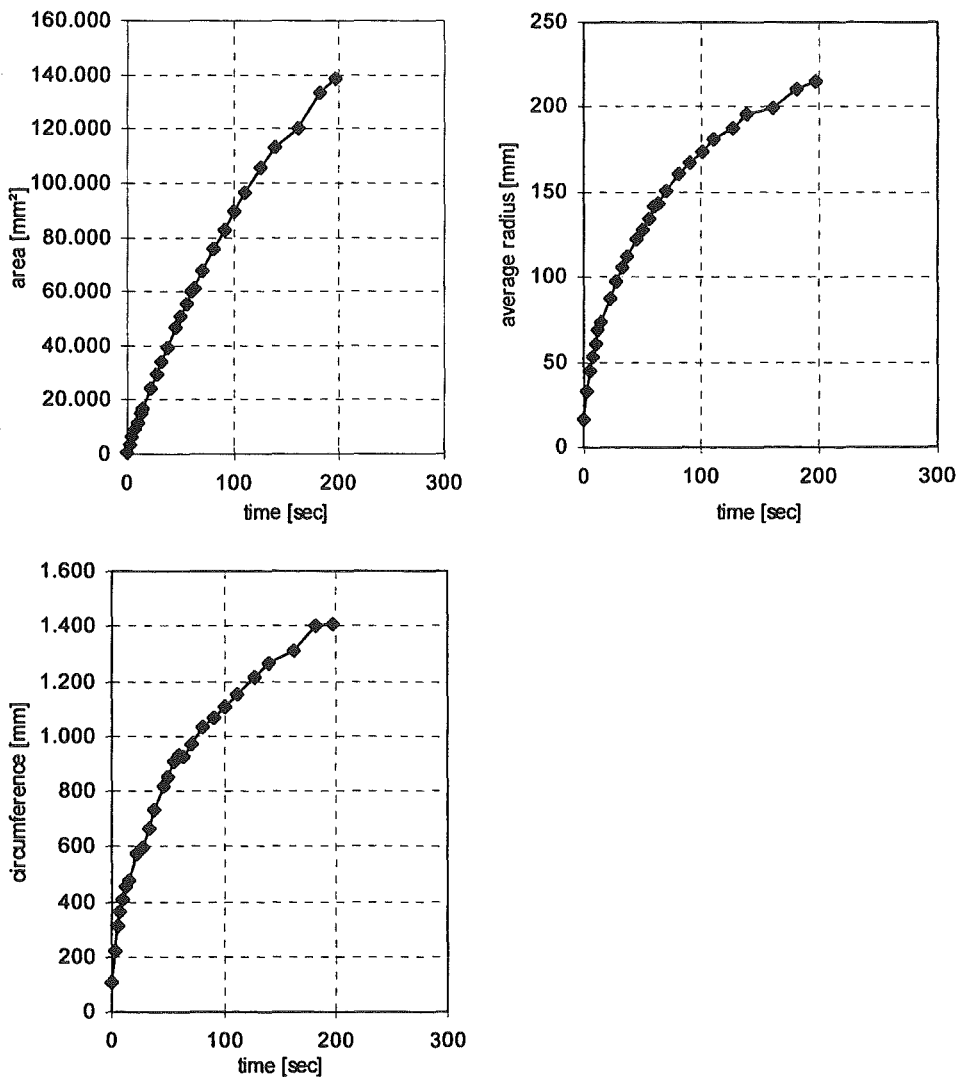 area [mm²]
160.000
140.000
120.000
100.000
80.000
60.000
40.000
20.000
0
0 100 200 300
time [sec]
average radius [mm]
250
200
150
100
50
0
0 100 200 300
time [sec]
circumference [mm]
1.600
1.400
1.200
1.000
800
600
400
200
0
0 100 200 300
time [sec]